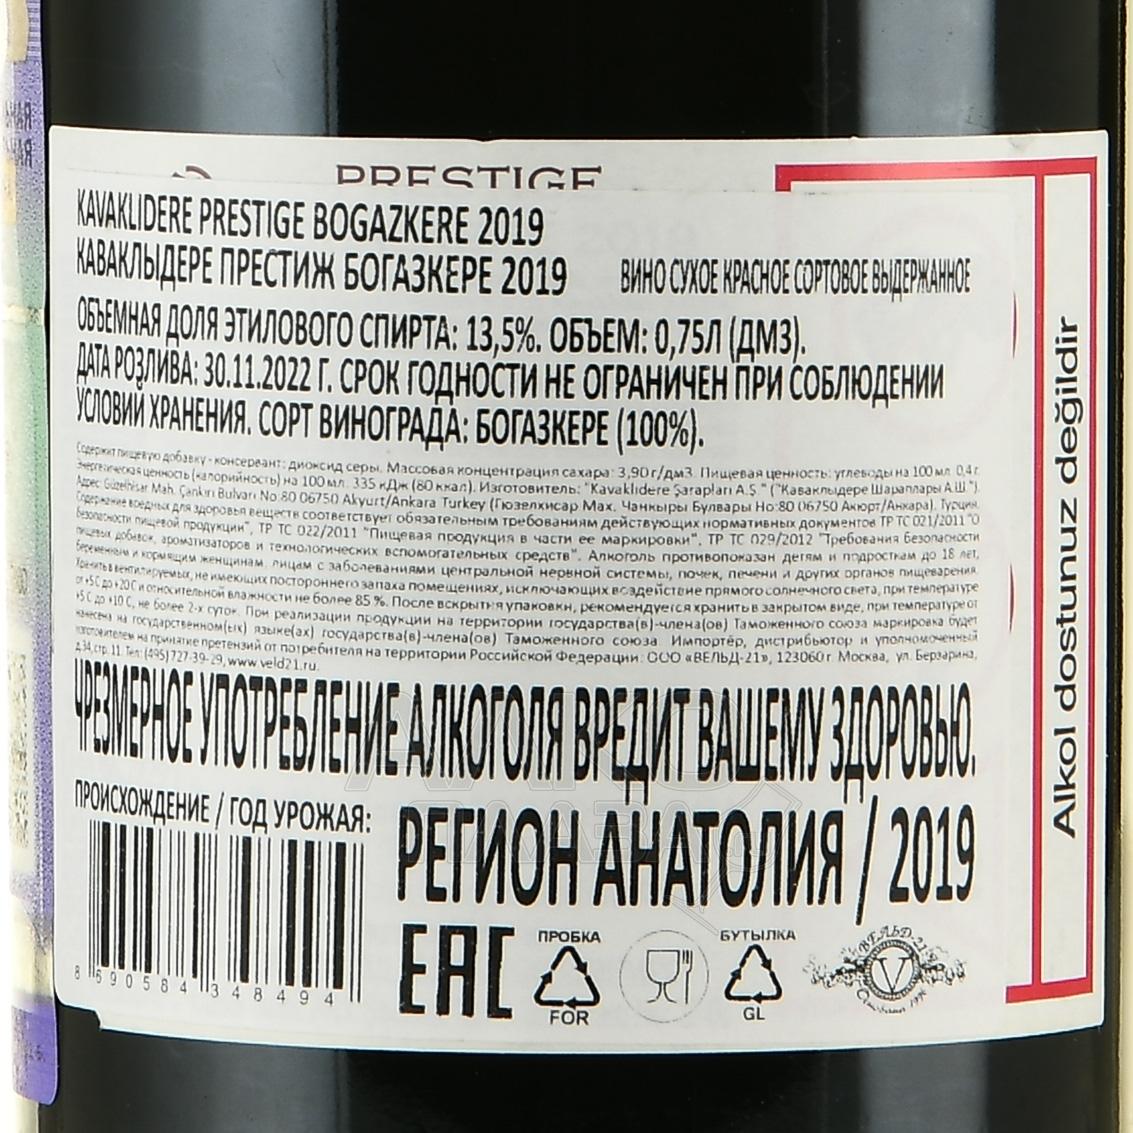 PRESTIGE
KAVAKLIDERE PRESTIGE BOGAZKERE 2019
КАВАКЛЫДЕРЕ ПРЕСТИЖ БОГАЗКЕРЕ 2019 ВИНО СУХОЕ КРАСНОЕ СОРТОВОЕ ВЫДЕРЖАННОЕ
ОБЪЕМНАЯ ДОЛЯ ЭТИЛОВОГО СПИРТА: 13,5%. ОБЪЕМ: 0,75Л (ДМ3).
ДАТА РОЗЛИВА: 30.11.2022 Г. СРОК ГОДНОСТИ НЕ ОГРАНИЧЕН ПРИ СОБЛЮДЕНИИ
УСЛОВИЙ ХРАНЕНИЯ. СОРТ ВИНОГРАДА: БОГАЗКЕРЕ (100%).
Содержит пищевую добавку - консервант: диоксид серы. Массовая концентрация сахара: 3,90 г/дм3. Пищевая ценность: углеводы на 100 мл. 0,4 г.
Энергетическая ценность (калорийность) на 100 мл. 335 кДж (80 ккал). Изготовитель: "Kavaklıdere Şarapları A.Ş." ("Каваклыдере Шараплары А.Ш.").
Адрес: Güzelhisar Mah. Çankırı Bulvarı No:80 06750 Akyurt/Ankara Turkey (Гюзелхисар Мах. Чанкыры Булвары Но:80 06750 Акюрт/Анкара). Турция.
Содержание вредных для здоровья веществ соответствует обязательным требованиям действующих нормативных документов ТР ТС 021/2011 "О
безопасности пищевой продукции", ТР ТС 022/2011 "Пищевая продукция в части ее маркировки", ТР ТС 029/2012 "Требования безопасности
пищевых добавок, ароматизаторов и технологических вспомогательных средств". Алкоголь противопоказан детям и подросткам до 18 лет,
беременным и кормящим женщинам, лицам с заболеваниями центральной нервной системы, почек, печени и других органов пищеварения.
Хранить в вентилируемых, не имеющих постороннего запаха помещениях, исключающих воздействие прямого солнечного света, при температуре
от +5 С до +20 С и относительной влажности не более 85 %. После вскрытия упаковки, рекомендуется хранить в закрытом виде, при температуре от
+5 С до +10 С, не более 2-х суток. При реализации продукции на территории государства(в)-члена(ов) Таможенного союза маркировка будет
нанесена на государственном(ых) языке(ах) государства(в)-члена(ов) Таможенного союза. Импортёр, дистрибьютор и уполномоченный
изготовителем на принятие претензий от потребителя на территории Российской Федерации: ООО «ВЕЛЬД-21», 123060 г. Москва, ул. Берзарина,
д.34, стр. 11. Тел: (495) 727-39-29, www.veld21.ru.
ЧРЕЗМЕРНОЕ УПОТРЕБЛЕНИЕ АЛКОГОЛЯ ВРЕДИТ ВАШЕМУ ЗДОРОВЬЮ.
ПРОИСХОЖДЕНИЕ / ГОД УРОЖАЯ:
РЕГИОН АНАТОЛИЯ / 2019
8 690584 348494
EAC
ПРОБКА
FOR
БУТЫЛКА
GL
ВЕЛЬД-21
V
Alkol dostunuz değildir